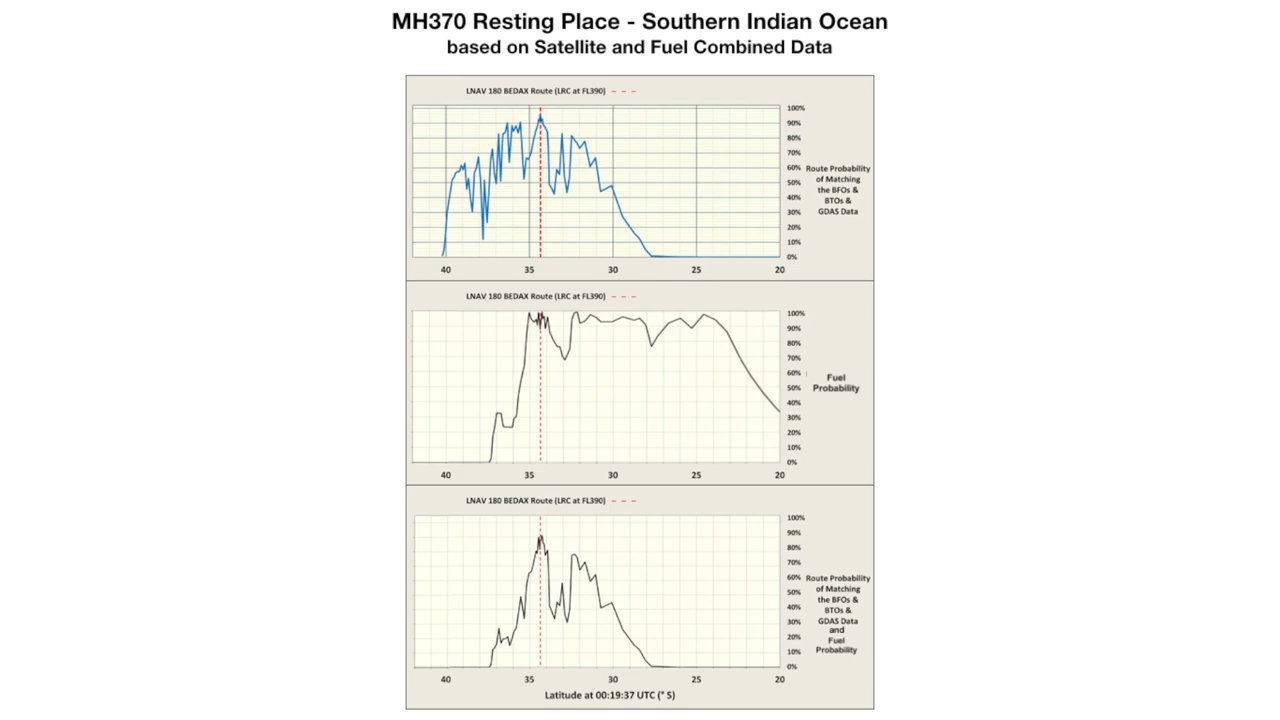 MH370 Resting Place - Southern Indian Ocean
based on Satellite and Fuel Combined Data
LNAV 180 BEDAX Route (LRC at FL390)
100%
90%
80%
70%
60%
50%
40%
30%
20%
10%
0%
Route Probability
of Matching
the BFOs &
BTOs &
GDAS Data
40 35 30 25 20
LNAV 180 BEDAX Route (LRC at FL390)
100%
90%
80%
70%
60%
50%
40%
30%
20%
10%
0%
Fuel
Probability
40 35 30 25 20
LNAV 180 BEDAX Route (LRC at FL390)
100%
90%
80%
70%
60%
50%
40%
30%
20%
10%
0%
Route Probability
of Matching
the BFOs &
BTOs &
GDAS Data
and
Fuel
Probability
40 35 30 25 20
Latitude at 00:19:37 UTC (° S)